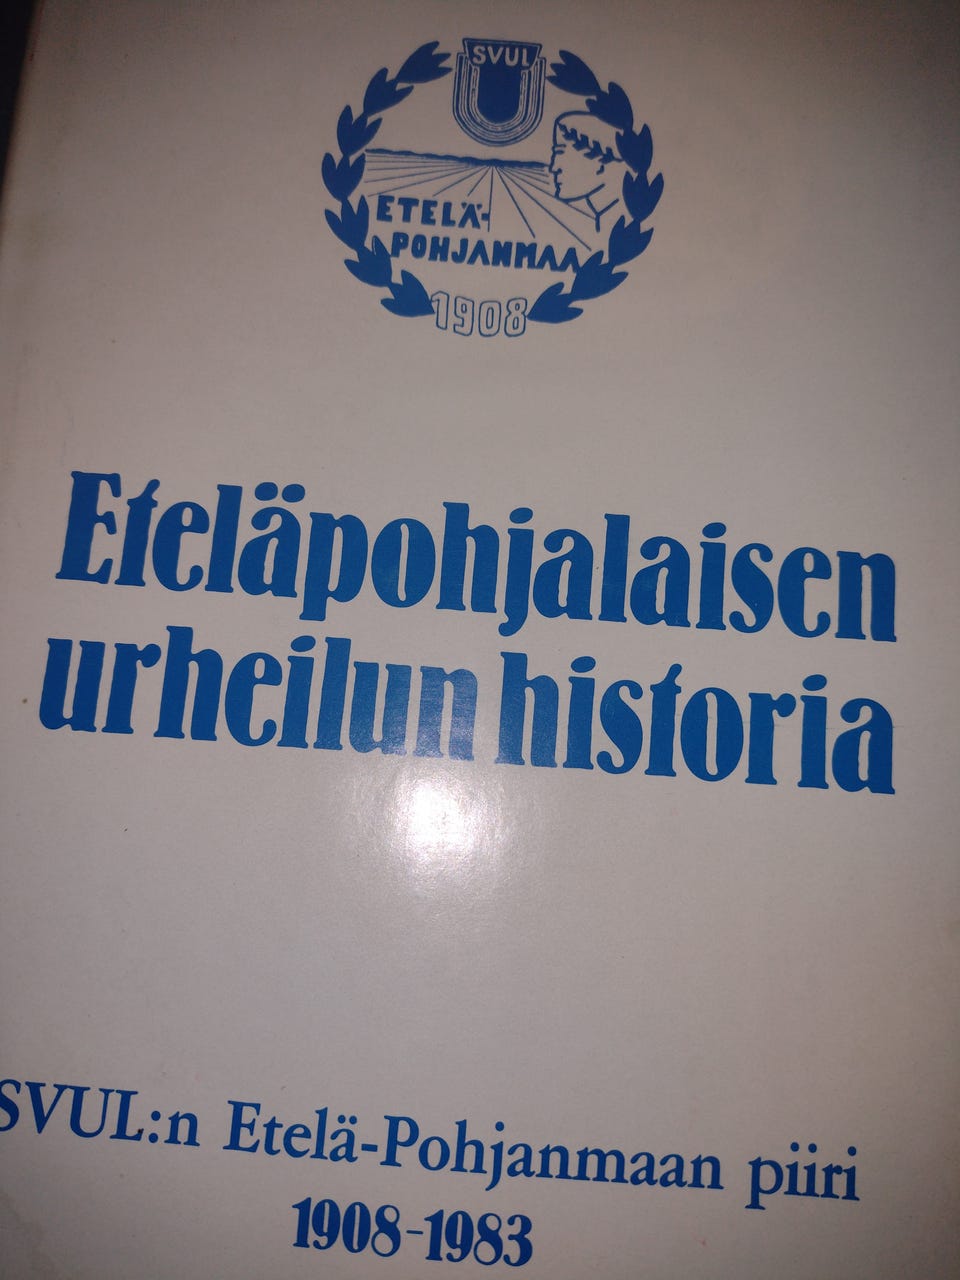 SVUL
ETELÄ-
POHJANMAA
1908
Eteläpohjalaisen
urheilun historia
SVUL:n Etelä-Pohjanmaan piiri
1908-1983